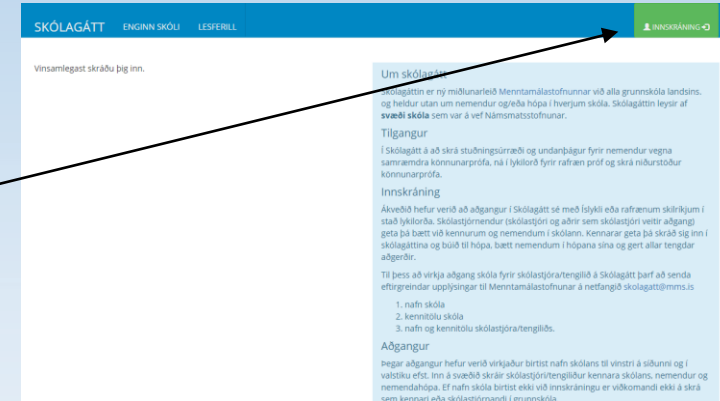 SKÓLAGÁTT ENGINN SKÓLI LESFERILL INNSKRÁNING
Vinsamlegast skráðu þig inn.
Um skólagátt
Skólagáttin er ný miðlunarleið Menntamálastofnunnar við alla grunnskóla landsins.
og heldur utan um nemendur og/eða hópa í hverjum skóla. Skólagáttin leysir af
svæði skóla sem var á vef Námsmatsstofnunar.
Tilgangur
Í Skólagátt á að skrá stuðningsúrræði og undanþágur fyrir nemendur vegna
samræmdra könnunarprófa, ná í lykilorð fyrir rafræn próf og skrá niðurstöður
könnunarprófa.
Innskráning
Ákveðið hefur verið að aðgangur í Skólagátt sé með Íslykli eða rafrænum skilríkjum í
stað lykilorða. Skólastjórnendur (skólastjóri og aðrir sem skólastjóri veitir aðgang)
geta þá bætt við kennurum og nemendum í skólann. Kennarar geta þá skráð sig inn í
skólagáttina og búið til hópa, bætt nemendum í hópana sína og gert allar tengdar
aðgerðir.
Til þess að virkja aðgang skóla fyrir skólastjóra/tengilið á Skólagátt þarf að senda
eftirgreindar upplýsingar til Menntamálastofunar á netfangið skolagatt@mms.is
1. nafn skóla
2. kennitölu skóla
3. nafn og kennitölu skólastjóra/tengiliðs.
Aðgangur
Þegar aðgangur hefur verið virkjaður birtist nafn skólans til vinstri á síðunni og í
valstiku efst. Inn á svæðið skráir skólastjóri/tengiliður kennara skólans, nemendur og
nemendahópa. Ef nafn skóla birtist ekki við innskráningu er viðkomandi ekki á skrá
sem kennari eða skólastjórnandi í grunnskóla.